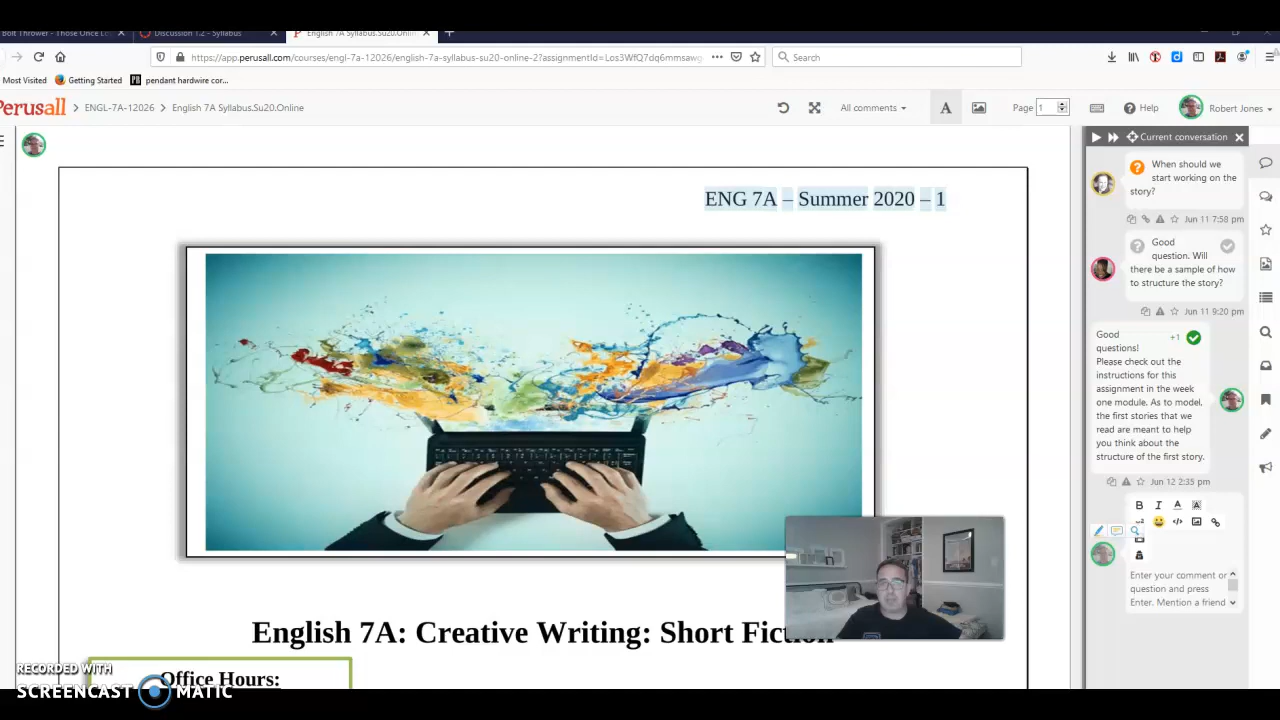 Bolt Thrower - Those Once Lo
Discussion 1.2 - Syllabus
English 7A Syllabus.Su20.Onlin
https://app.perusall.com/courses/engl-7a-12026/english-7a-syllabus-su20-online-2?assignmentId=Los3WfQ7dq6mmsawg
Search
Most Visited
Getting Started
pendant hardwire cor...
Perusall
ENGL-7A-12026
English 7A Syllabus.Su20.Online
All comments
A
Page
1
Help
Robert Jones
Current conversation
When should we
start working on the
story?
Jun 11 7:58 pm
Good
question. Will
there be a sample of how
to structure the story?
Jun 11 9:20 pm
Good
+1
questions!
Please check out the
instructions for this
assignment in the week
one module. As to model,
the first stories that we
read are meant to help
you think about the
structure of the first story.
Jun 12 2:35 pm
B I A
Enter your comment or
question and press
Enter. Mention a friend
ENG 7A – Summer 2020 – 1
English 7A: Creative Writing: Short Fiction
Office Hours:
RECORDED WITH
SCREENCAST MATIC